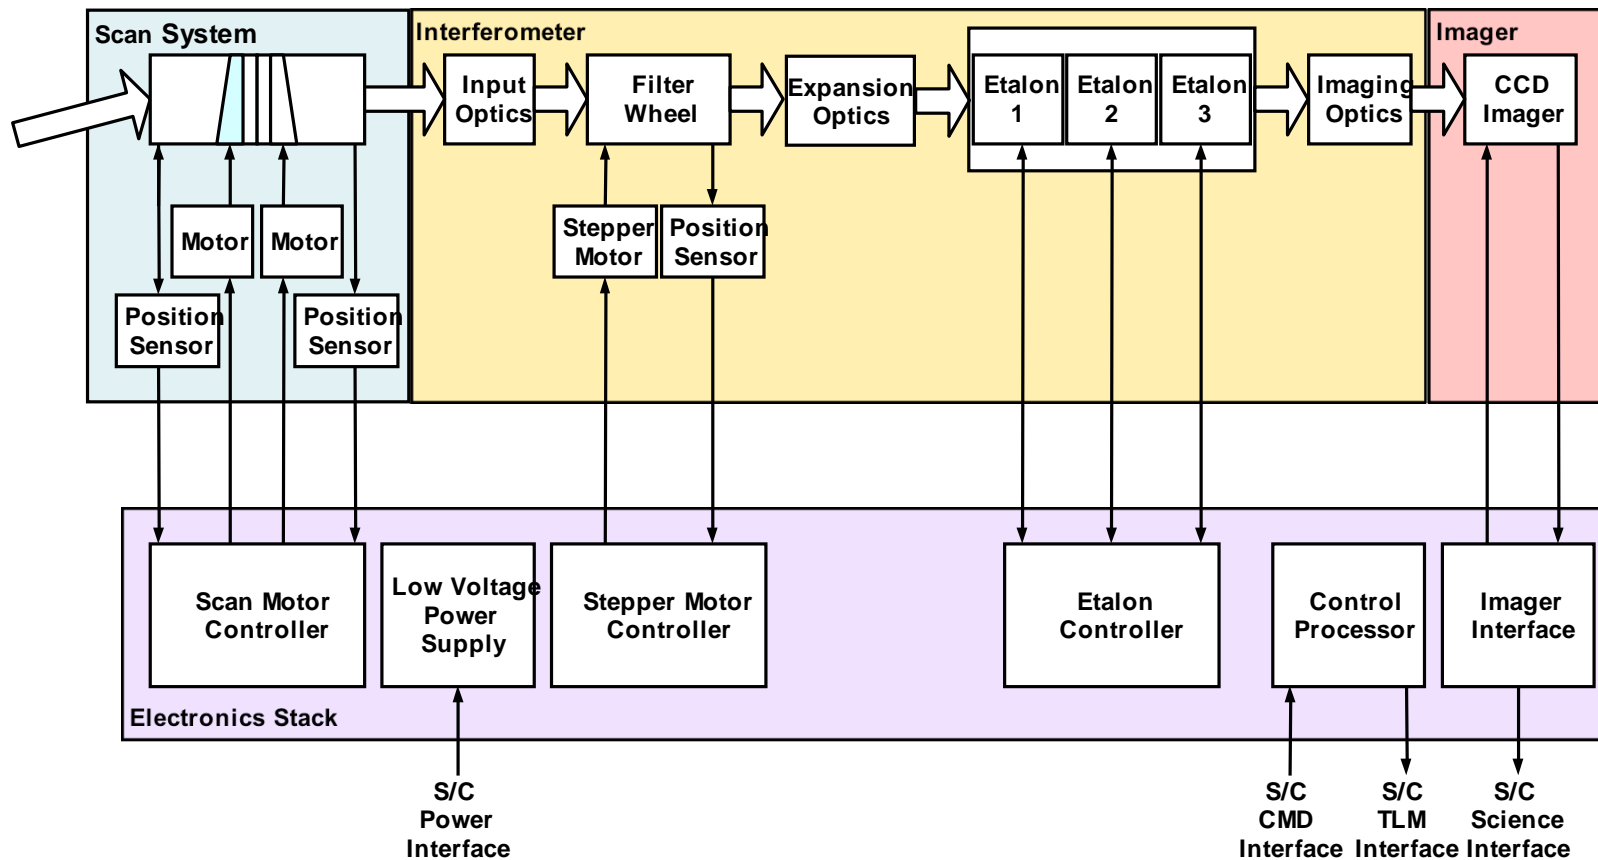 Scan System
Interferometer
Imager
Input
Optics
Filter
Wheel
Expansion
Optics
Etalon
1
Etalon
2
Etalon
3
Imaging
Optics
CCD
Imager
Motor
Motor
Stepper
Motor
Position
Sensor
Position
Sensor
Position
Sensor
Scan Motor
Controller
Low Voltage
Power
Supply
Stepper Motor
Controller
Etalon
Controller
Control
Processor
Imager
Interface
Electronics Stack
S/C
Power
Interface
S/C
CMD
Interface
S/C
TLM
Interface
S/C
Science
Interface